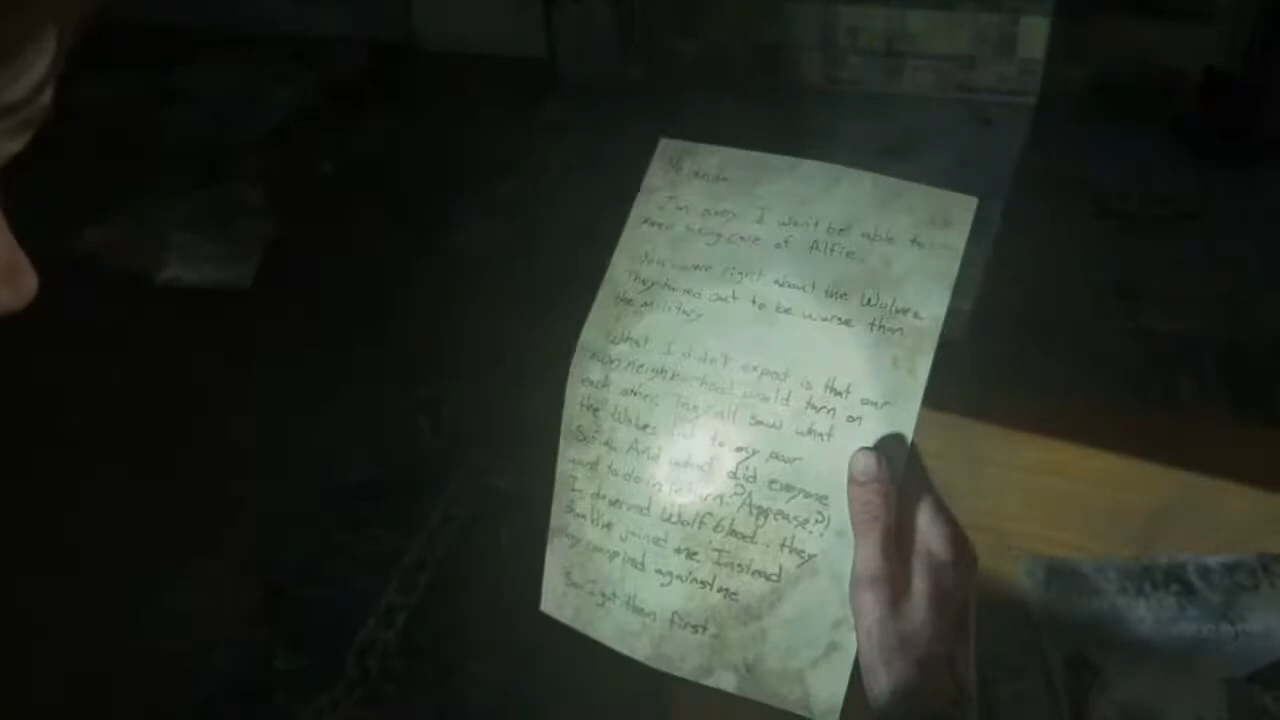 I'm sorry I won't be able to
keep taking care of Alfie.
You were right about the Wolves.
They turned out to be worse than
the military
What I didn't expect is that our
own neighborhood would turn on
each other. They all saw what
the Wolves did to my poor
And what did everyone
want to do in return? Appease?!
I deserved Wolf blood. they
should've joined me. Instead
they conspired against me
So I got them first.